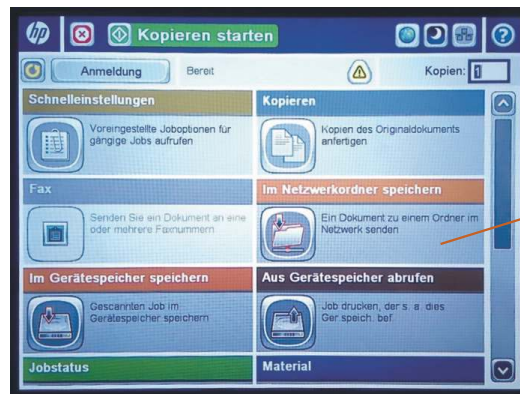 hp Kopieren starten ?
Anmeldung Bereit Kopien: 1
Schnelleinstellungen
Voreingestellte Joboptionen für
gängige Jobs aufrufen
Kopieren
Kopien des Originaldokuments
anfertigen
Fax
Senden Sie ein Dokument an eine
oder mehrere Faxnummern
Im Netzwerkordner speichern
Ein Dokument zu einem Ordner im
Netzwerk senden
Im Gerätespeicher speichern
Gescannten Job im
Gerätespeicher speichern
Aus Gerätespeicher abrufen
Job drucken, der s. a. dies
Ger speich. bef.
Jobstatus
Material